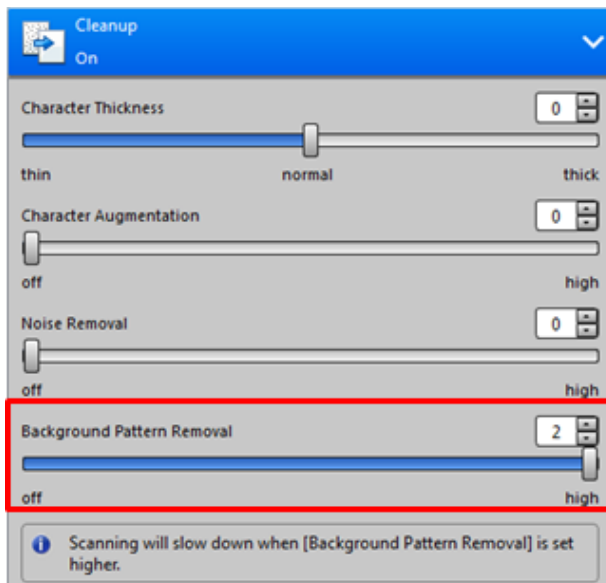 Cleanup
On
Character Thickness 0
thin normal thick
Character Augmentation 0
off high
Noise Removal 0
off high
Background Pattern Removal 2
off high
Scanning will slow down when [Background Pattern Removal] is set
higher.